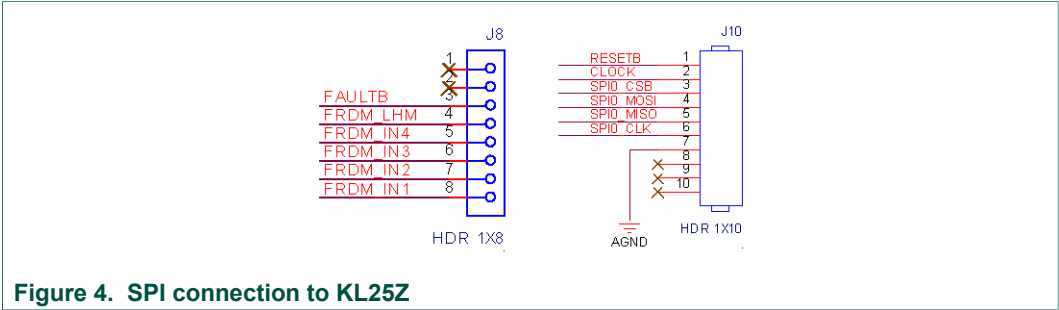 J8
1
2
FAULTB 3
FRDM_LHM 4
FRDM_IN4 5
FRDM_IN3 6
FRDM_IN2 7
FRDM_IN1 8
HDR 1X8
J10
RESETB 1
CLOCK 2
SPI0_CSB 3
SPI0_MOSI 4
SPI0_MISO 5
SPI0_CLK 6
7
8
9
10
AGND
HDR 1X10
Figure 4. SPI connection to KL25Z